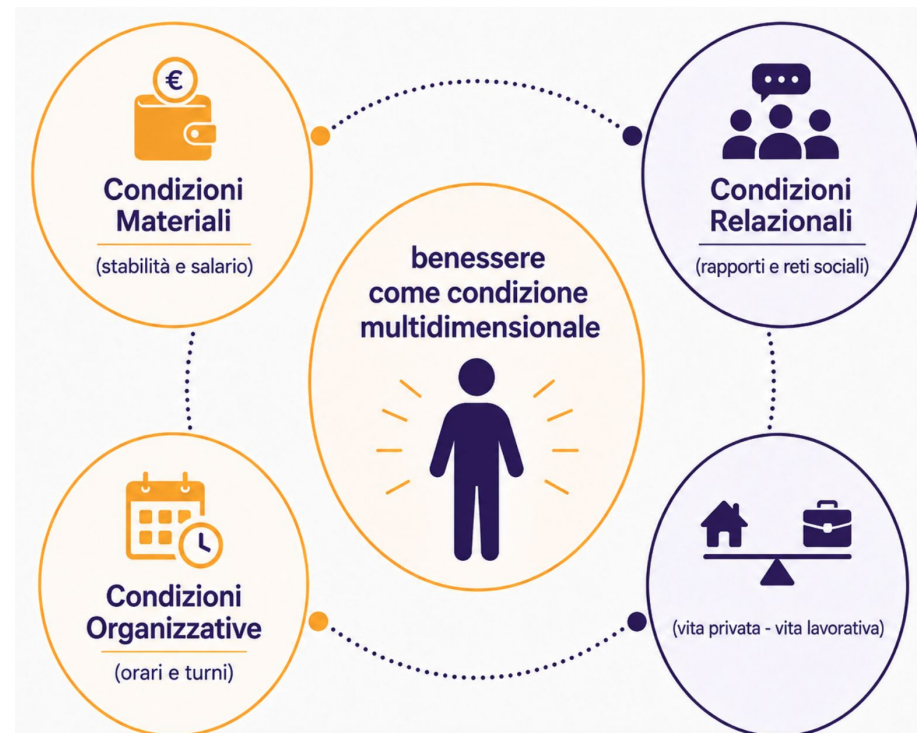 €
Condizioni
Materiali
(stabilità e salario)
Condizioni
Relazionali
(rapporti e reti sociali)
benessere
come condizione
multidimensionale
Condizioni
Organizzative
(orari e turni)
(vita privata - vita lavorativa)